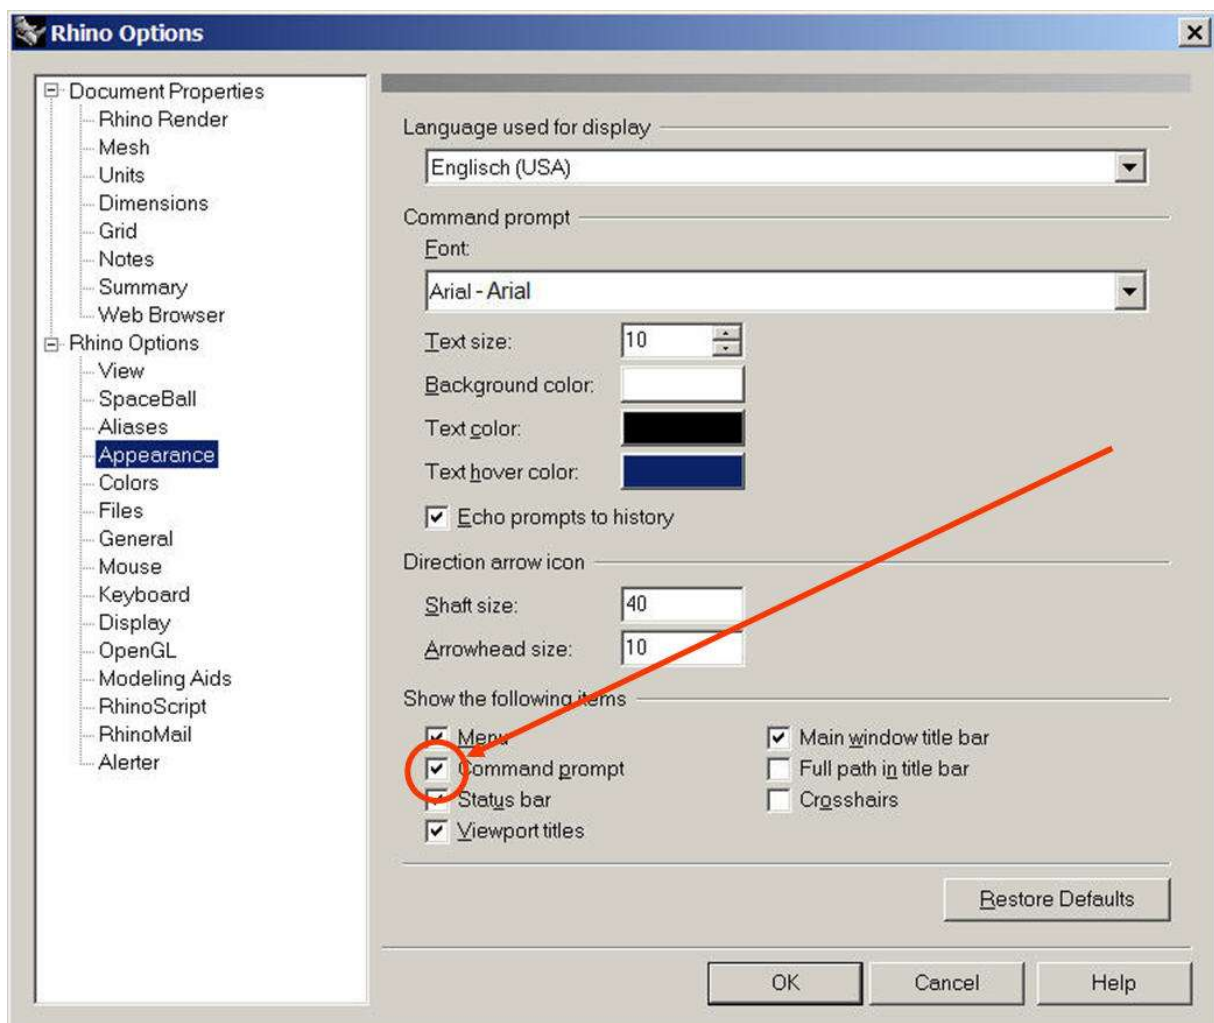 Rhino Options
Document Properties
Rhino Render
Mesh
Units
Dimensions
Grid
Notes
Summary
Web Browser
Rhino Options
View
SpaceBall
Aliases
Appearance
Colors
Files
General
Mouse
Keyboard
Display
OpenGL
Modeling Aids
RhinoScript
RhinoMail
Alerter
Language used for display
Englisch (USA)
Command prompt
Font:
Arial - Arial
Text size: 10
Background color:
Text color:
Text hover color:
Echo prompts to history
Direction arrow icon
Shaft size: 40
Arrowhead size: 10
Show the following items
Menu
Command prompt
Status bar
Viewport titles
Main window title bar
Full path in title bar
Crosshairs
Restore Defaults
OK Cancel Help